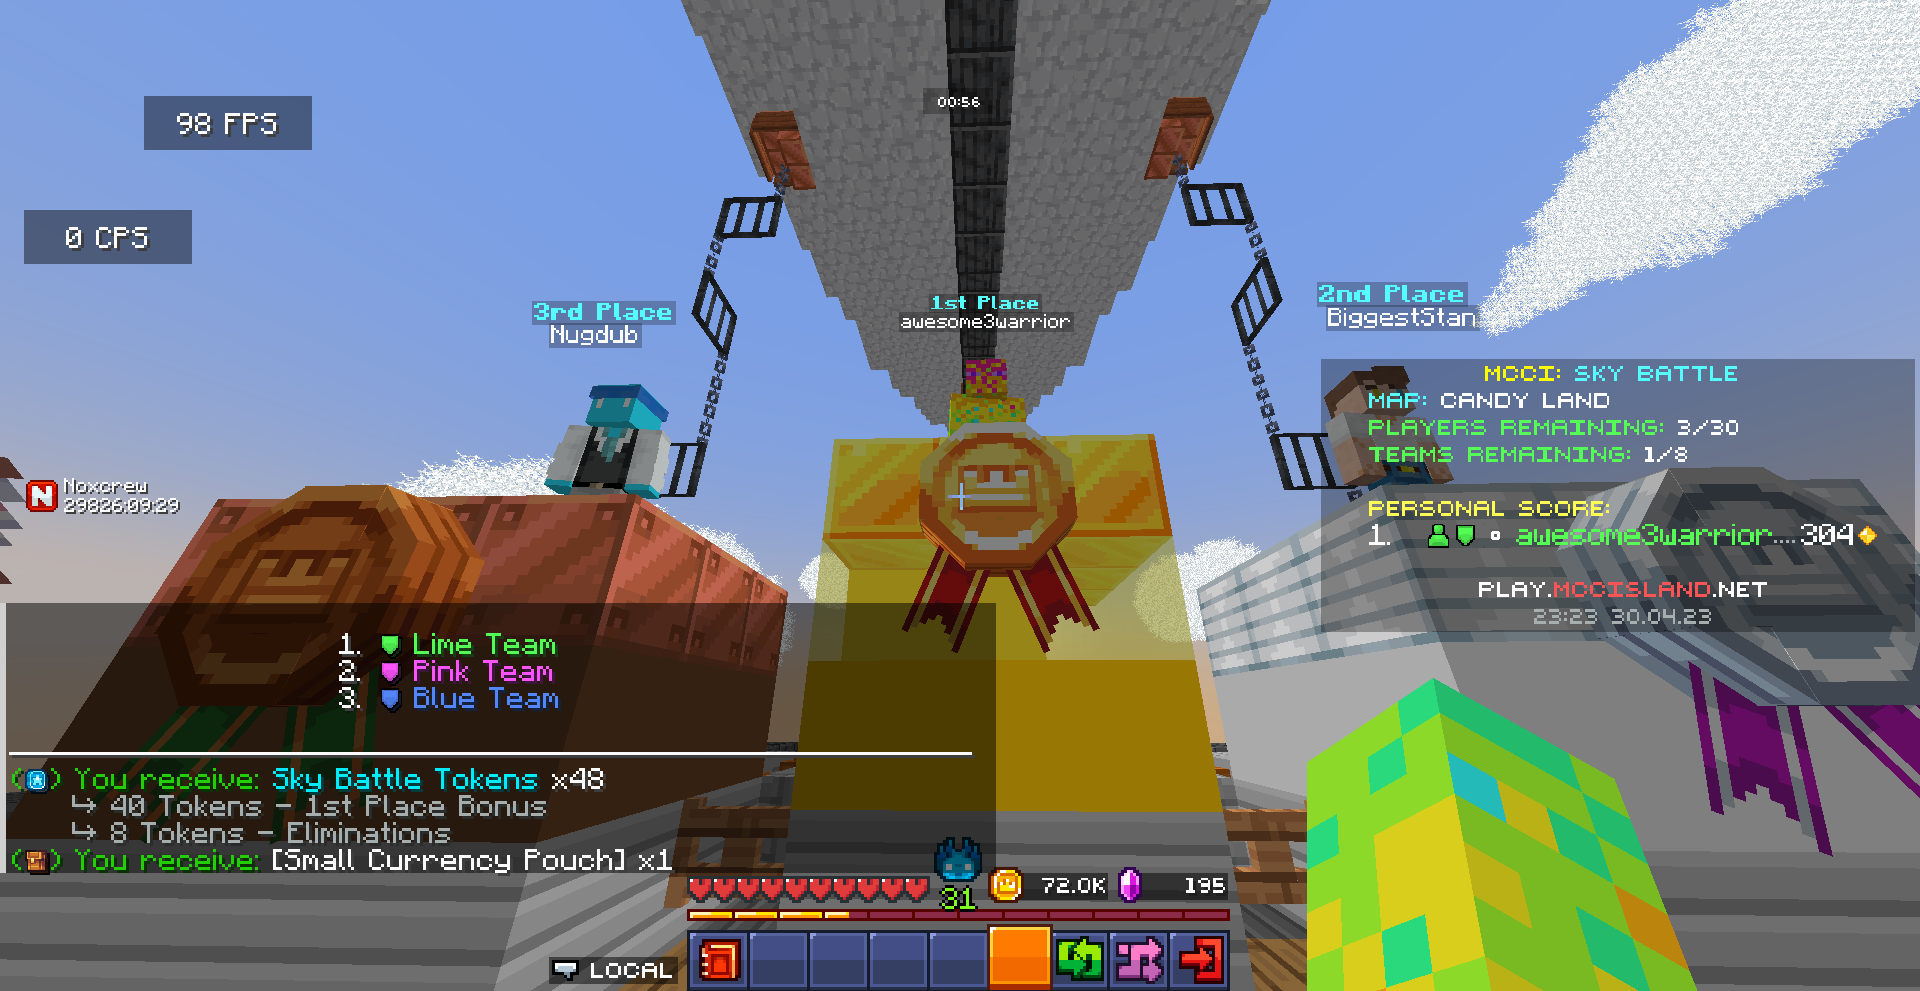 98 FPS
00:56
0 CPS
3rd Place
Nugdub
1st Place
awesome3warrior
2nd Place
BiggestStan
MCCI: SKY BATTLE
MAP: CANDY LAND
PLAYERS REMAINING: 3/30
TEAMS REMAINING: 1/8
PERSONAL SCORE:
1. awesome3warrior.... 304
PLAY.MCCISLAND.NET
23:23 30.04.23
N
Noxcrew
29826:09:29
1. Lime Team
2. Pink Team
3. Blue Team
You receive: Sky Battle Tokens x48
↳ 40 Tokens – 1st Place Bonus
↳ 8 Tokens – Eliminations
You receive: [Small Currency Pouch] x1
31
72.0K
195
LOCAL